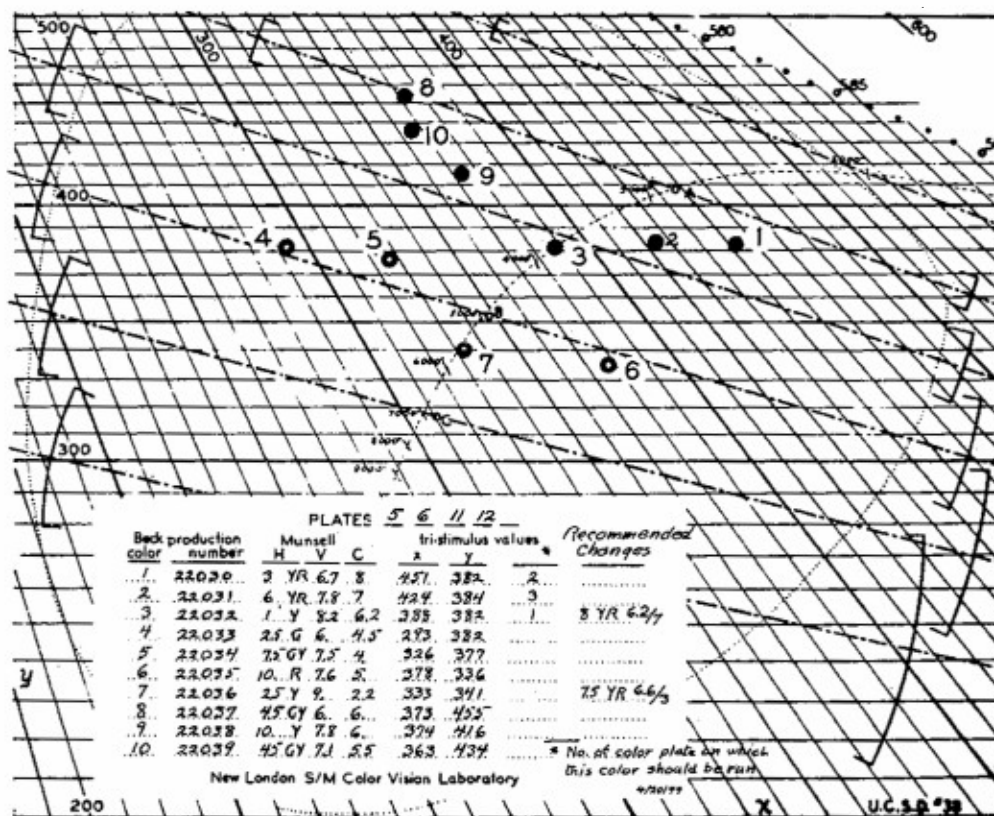 500
300
400
580
600
585
8
10
9
400
4
5
3
2
1
7
6
300
PLATES 5 6 11 12
Recommended Changes
Beck color production number Munsell H V C tri-stimulus values x y *
1 22030 3 YR 6.7 8 .451 .382 2
2 22031 6 YR 7.8 7 .424 .384 3
3 22032 1 Y 8.2 6.2 .388 .382 1 8 YR 6.2/7
4 22033 2.5 G 6. 4.5 .293 .382
5 22034 7.5 GY 7.5 4 .326 .377
6 22035 10 R 7.6 5 .378 .336
7 22036 2.5 Y 9. 2.2 .333 .341 7.5 YR 6.6/3
8 22037 4.5 GY 6. 6. 373 455
9 22038 10 Y 7.8 6 374 416
10 22039 4.5 GY 7.1 5.5 363 434
* No. of color plate on which
this color should be run
New London S/M Color Vision Laboratory
y
200
x
U.C.S.D. #38